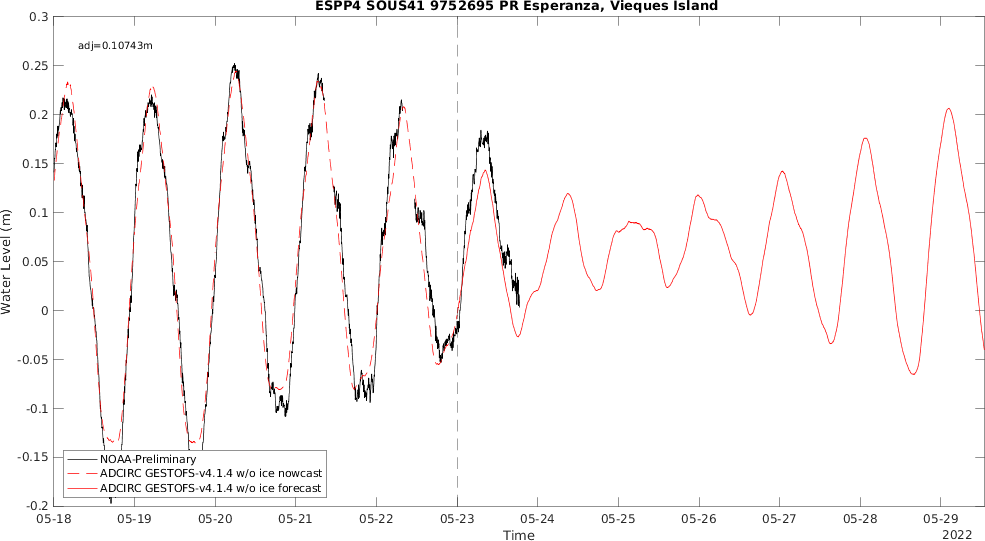 ESPP4 SOUS41 9752695 PR Esperanza, Vieques Island
adj=0.10743m
0.3
0.25
0.2
0.15
0.1
0.05
0
-0.05
-0.1
-0.15
-0.2
Water Level (m)
NOAA-Preliminary
ADCIRC GESTOFS-v4.1.4 w/o ice nowcast
ADCIRC GESTOFS-v4.1.4 w/o ice forecast
05-18 05-19 05-20 05-21 05-22 05-23 05-24 05-25 05-26 05-27 05-28 05-29
Time
2022